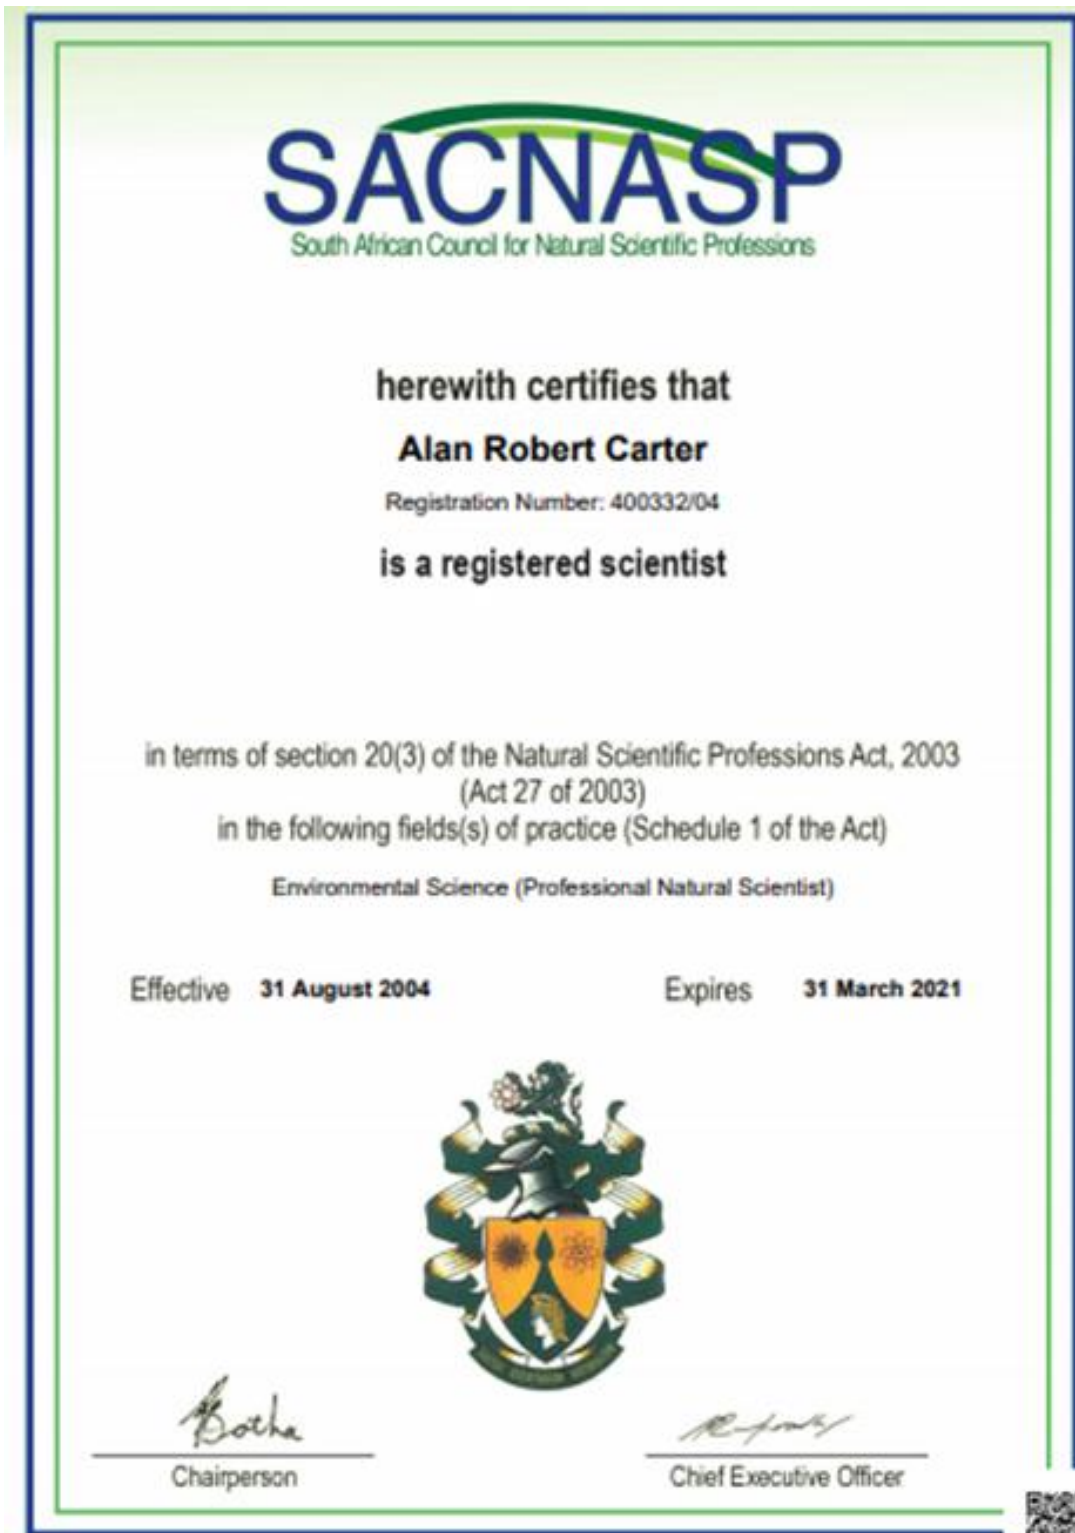 SACNASP
South African Council for Natural Scientific Professions
herewith certifies that
Alan Robert Carter
Registration Number: 400332/04
is a registered scientist
in terms of section 20(3) of the Natural Scientific Professions Act, 2003
(Act 27 of 2003)
in the following fields(s) of practice (Schedule 1 of the Act)
Environmental Science (Professional Natural Scientist)
Effective 31 August 2004 Expires 31 March 2021
Botha
Chairperson Chief Executive Officer